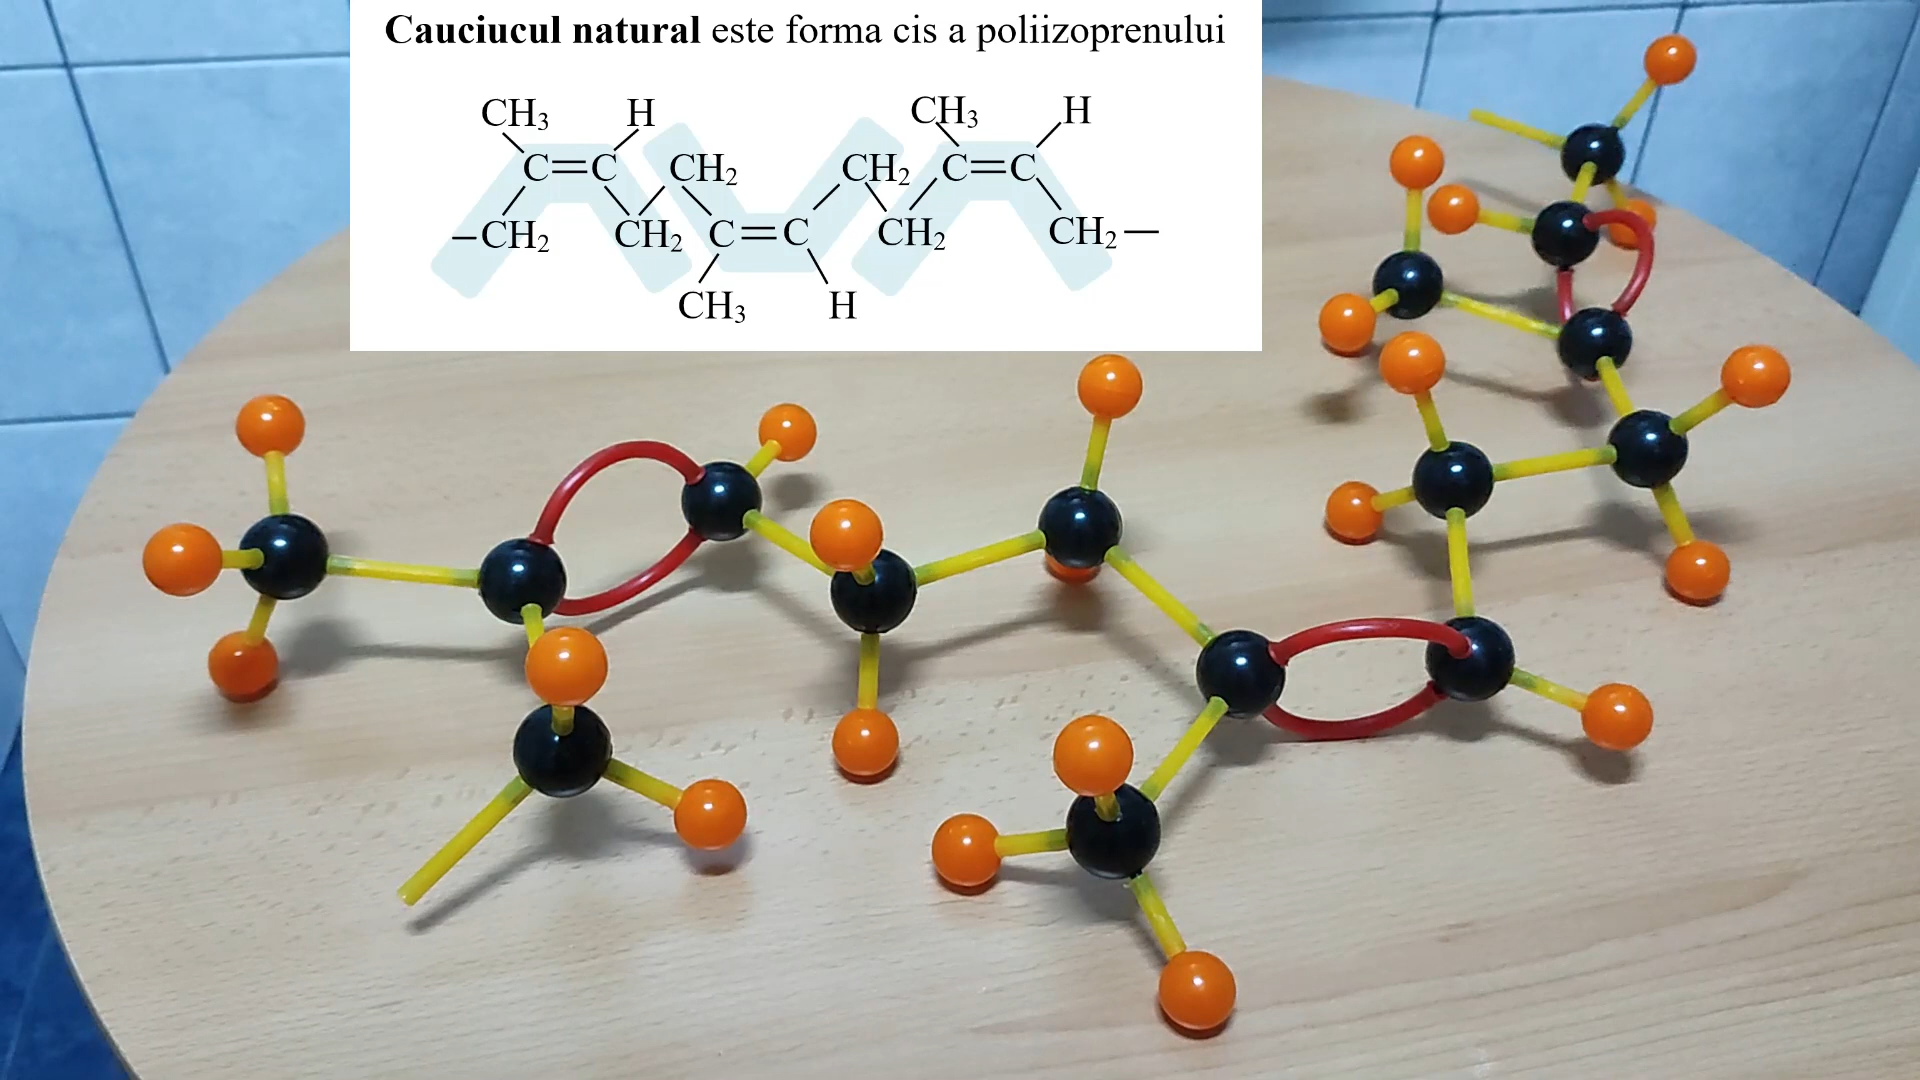 Cauciucul natural este forma cis a poliizoprenului
CH₃ H CH₃ H
C=C CH₂ CH₂ C=C
–CH₂ CH₂ C=C CH₂ CH₂–
CH₃ H